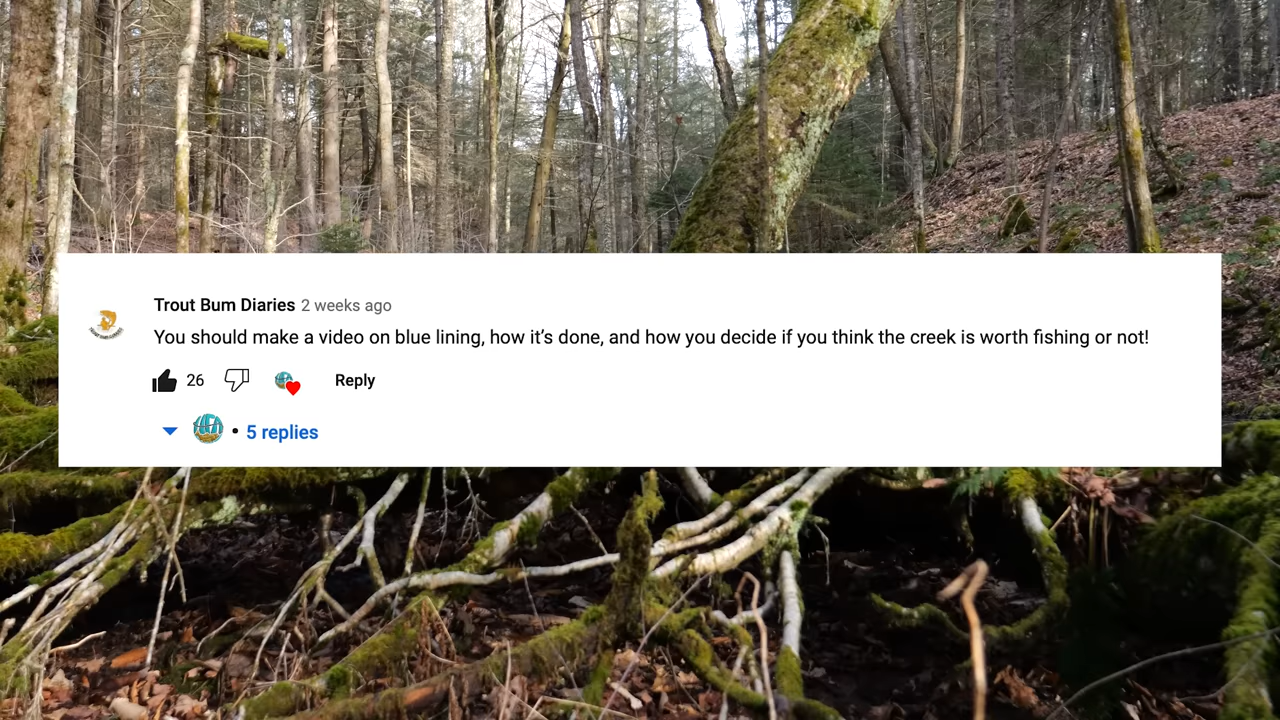 Trout Bum Diaries 2 weeks ago
You should make a video on blue lining, how it’s done, and how you decide if you think the creek is worth fishing or not!
26 Reply
• 5 replies